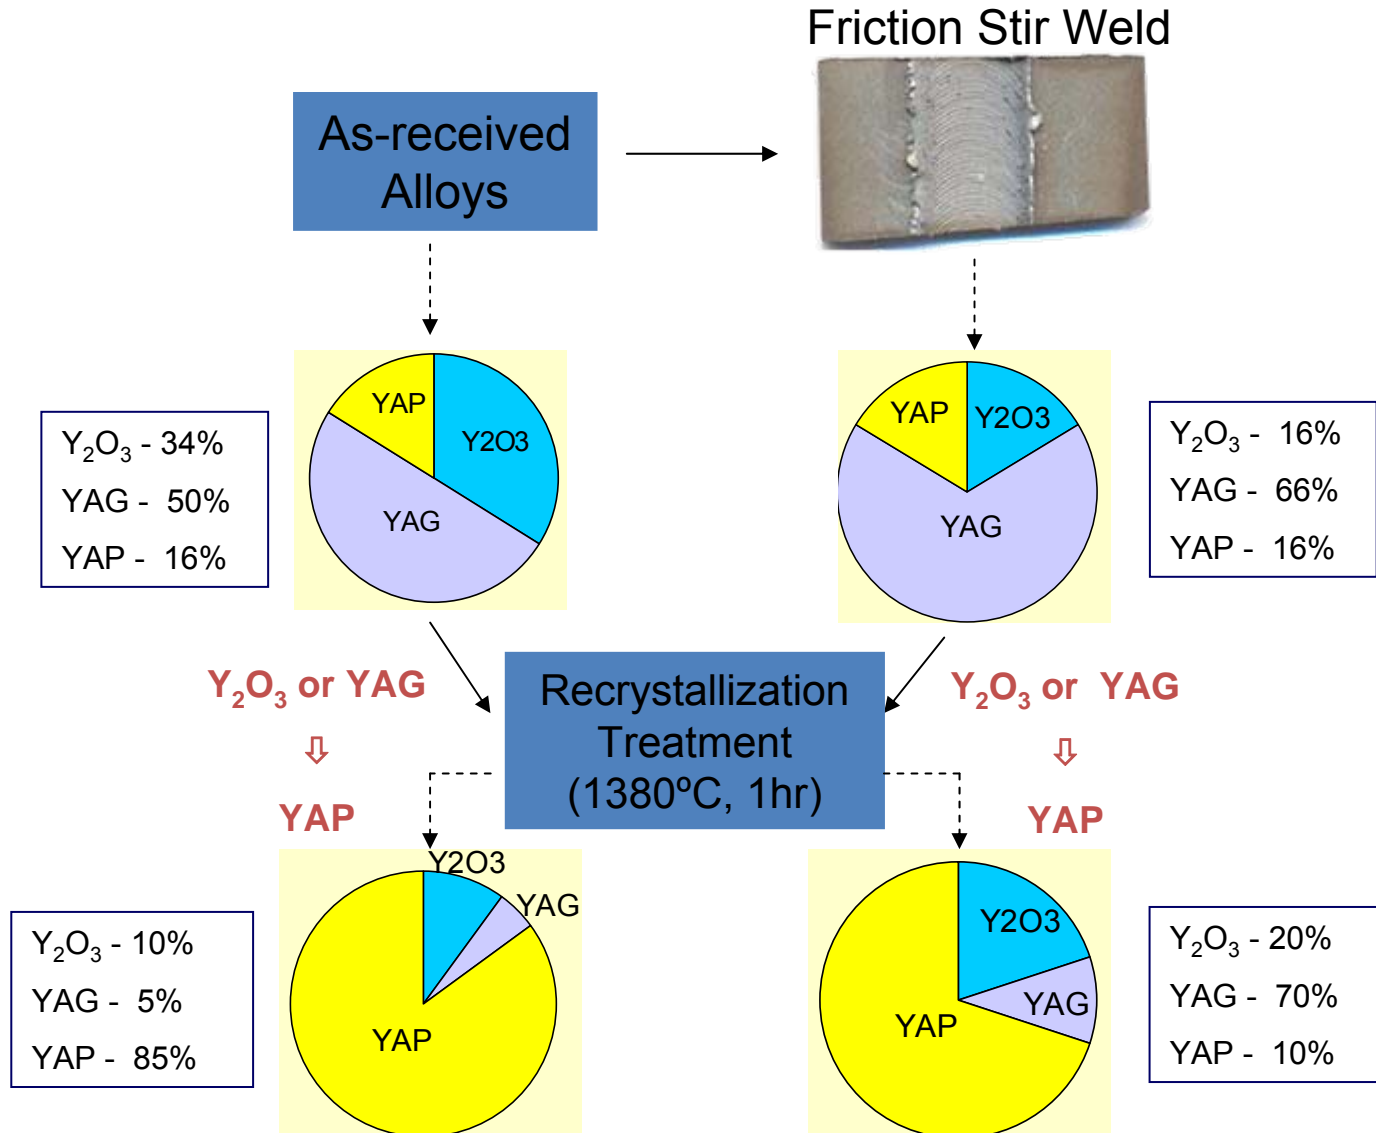 Friction Stir Weld
As-received
Alloys
YAP
Y2O3
YAG
Y₂O₃ - 34%
YAG - 50%
YAP - 16%
YAP
Y2O3
YAG
Y₂O₃ - 16%
YAG - 66%
YAP - 16%
Y₂O₃ or YAG
⇩
YAP
Recrystallization
Treatment
(1380ºC, 1hr)
Y₂O₃ or YAG
⇩
YAP
Y2O3
YAG
YAP
Y₂O₃ - 10%
YAG - 5%
YAP - 85%
Y2O3
YAG
YAP
Y₂O₃ - 20%
YAG - 70%
YAP - 10%